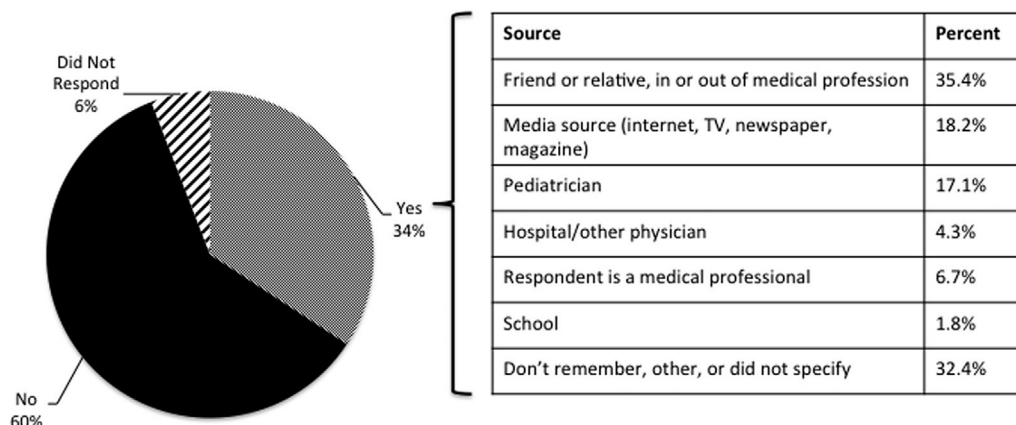 Did Not
Respond
6%
Yes
34%
No
60%
Source Percent
Friend or relative, in or out of medical profession 35.4%
Media source (internet, TV, newspaper, 18.2%
magazine)
Pediatrician 17.1%
Hospital/other physician 4.3%
Respondent is a medical professional 6.7%
School 1.8%
Don't remember, other, or did not specify 32.4%